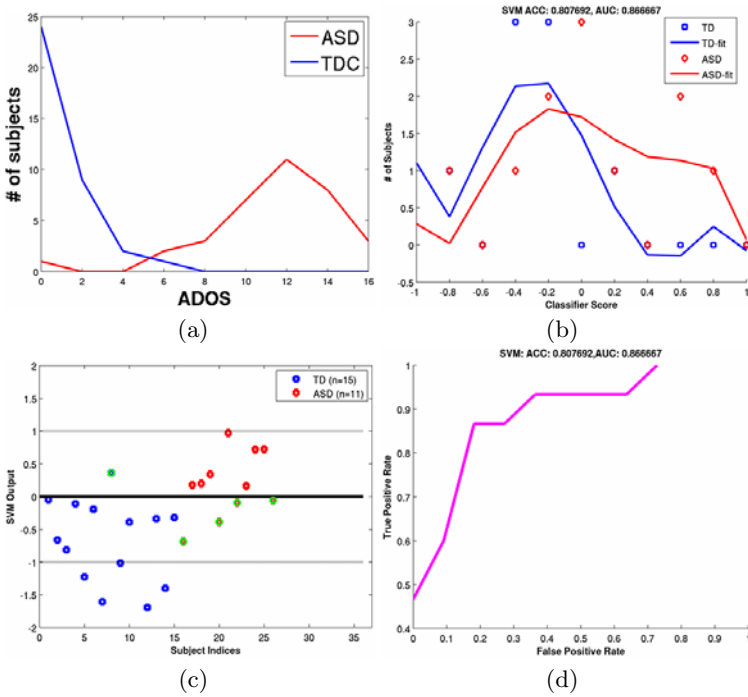 25
20
15
10
5
0
# of subjects
0 2 4 6 8 10 12 14 16
ADOS
ASD
TDC
(a)
SVM ACC: 0.807692, AUC: 0.866667
3
2.5
2
1.5
1
0.5
0
-0.5
# of Subjects
-1 -0.8 -0.6 -0.4 -0.2 0 0.2 0.4 0.6 0.8 1
Classifier Score
TD
TD-fit
ASD
ASD-fit
(b)
2
1.5
1
0.5
0
-0.5
-1
-1.5
-2
SVM Output
0 5 10 15 20 25 30 35
Subject Indices
TD (n=15)
ASD (n=11)
(c)
SVM: ACC: 0.807692,AUC: 0.866667
1
0.9
0.8
0.7
0.6
0.5
0.4
True Positive Rate
0 0.1 0.2 0.3 0.4 0.5 0.6 0.7 0.8 0.9 1
False Positive Rate
(d)